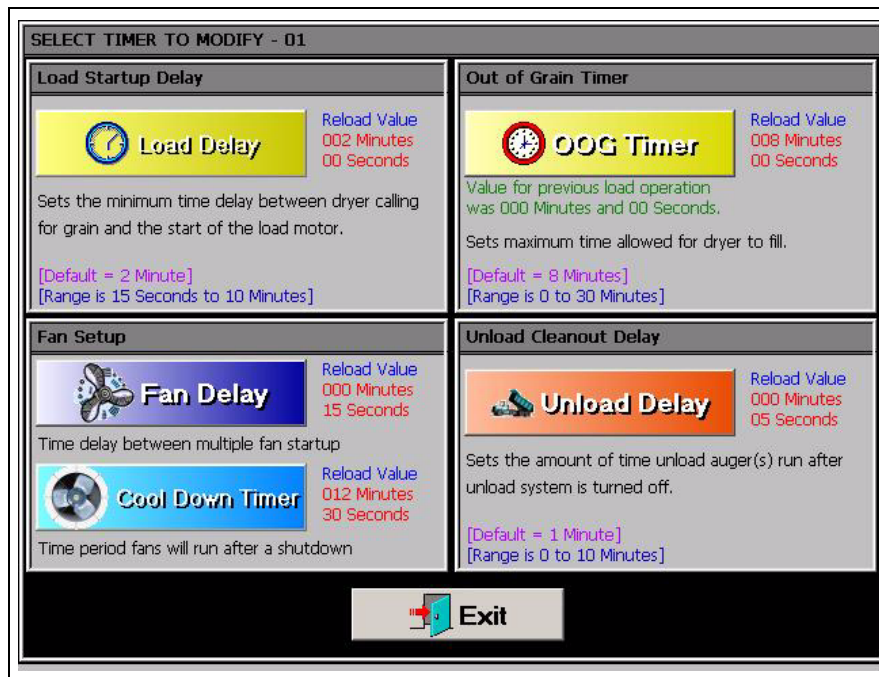 SELECT TIMER TO MODIFY - 01
Load Startup Delay
Load Delay
Reload Value
002 Minutes
00 Seconds
Sets the minimum time delay between dryer calling
for grain and the start of the load motor.
[Default = 2 Minute]
[Range is 15 Seconds to 10 Minutes]
Out of Grain Timer
OOG Timer
Reload Value
008 Minutes
00 Seconds
Value for previous load operation
was 000 Minutes and 00 Seconds.
Sets maximum time allowed for dryer to fill.
[Default = 8 Minutes]
[Range is 0 to 30 Minutes]
Fan Setup
Fan Delay
Reload Value
000 Minutes
15 Seconds
Time delay between multiple fan startup
Cool Down Timer
Reload Value
012 Minutes
30 Seconds
Time period fans will run after a shutdown
Unload Cleanout Delay
Unload Delay
Reload Value
000 Minutes
05 Seconds
Sets the amount of time unload auger(s) run after
unload system is turned off.
[Default = 1 Minute]
[Range is 0 to 10 Minutes]
Exit